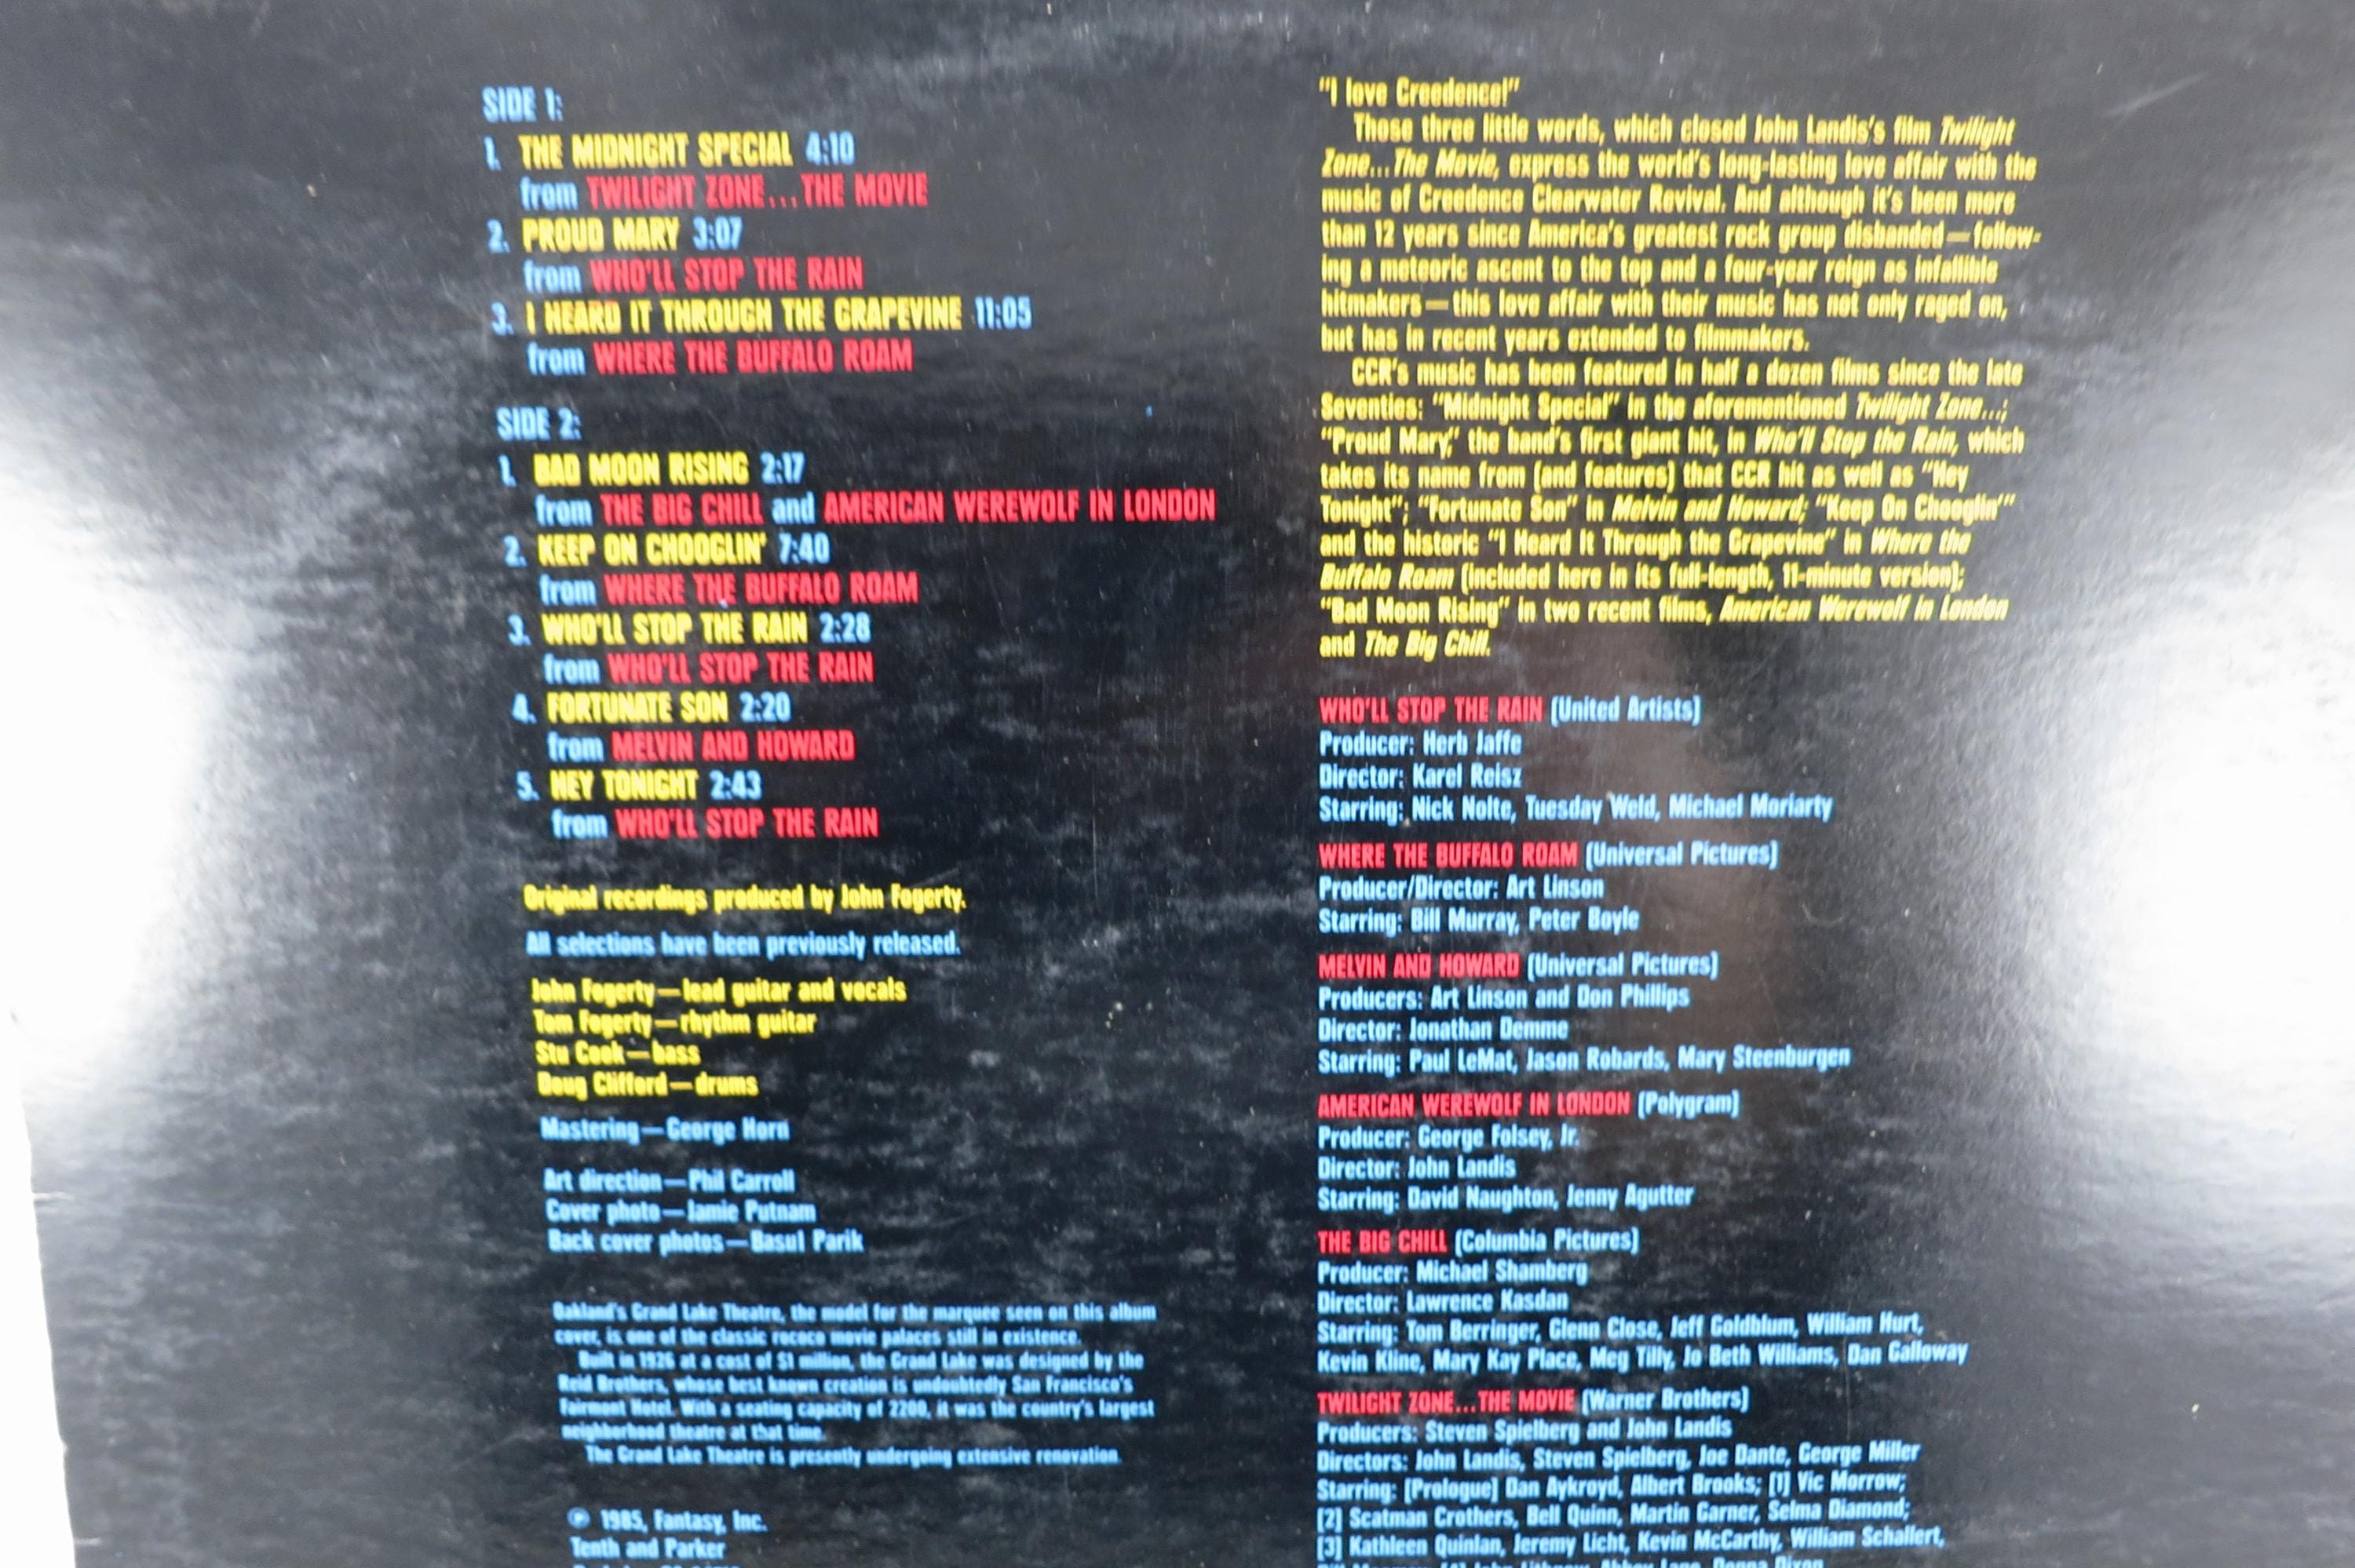 SIDE 1:
1. THE MIDNIGHT SPECIAL 4:10
from TWILIGHT ZONE...THE MOVIE
2. PROUD MARY 3:07
from WHO'LL STOP THE RAIN
3. I HEARD IT THROUGH THE GRAPEVINE 11:05
from WHERE THE BUFFALO ROAM
SIDE 2:
1. BAD MOON RISING 2:17
from THE BIG CHILL and AMERICAN WEREWOLF IN LONDON
2. KEEP ON CHOOGLIN' 7:40
from WHERE THE BUFFALO ROAM
3. WHO'LL STOP THE RAIN 2:28
from WHO'LL STOP THE RAIN
4. FORTUNATE SON 2:20
from MELVIN AND HOWARD
5. HEY TONIGHT 2:43
from WHO'LL STOP THE RAIN
Original recordings produced by John Fogerty.
All selections have been previously released.
John Fogerty—lead guitar and vocals
Tom Fogerty—rhythm guitar
Stu Cook—bass
Doug Clifford—drums
Mastering—George Horn
Art direction—Phil Carroll
Cover photo—Jamie Putnam
Back cover photos—Basul Parik
Oakland's Grand Lake Theatre, the model for the marquee seen on this album
cover, is one of the classic rococo movie palaces still in existence.
Built in 1926 at a cost of $1 million, the Grand Lake was designed by the
Reid Brothers, whose best known creation is undoubtedly San Francisco's
Fairmont Hotel. With a seating capacity of 2200, it was the country's largest
neighborhood theatre at that time.
The Grand Lake Theatre is presently undergoing extensive renovation.
℗ 1985, Fantasy, Inc.
Tenth and Parker
"I love Creedence!"
Those three little words, which closed John Landis's film Twilight
Zone...The Movie, express the world's long-lasting love affair with the
music of Creedence Clearwater Revival. And although it's been more
than 12 years since America's greatest rock group disbanded—follow-
ing a meteoric ascent to the top and a four-year reign as infallible
hitmakers—this love affair with their music has not only raged on,
but has in recent years extended to filmmakers.
CCR's music has been featured in half a dozen films since the late
Seventies: "Midnight Special" in the aforementioned Twilight Zone...;
"Proud Mary," the band's first giant hit, in Who'll Stop the Rain, which
takes its name from (and features) that CCR hit as well as "Hey
Tonight"; "Fortunate Son" in Melvin and Howard; "Keep On Chooglin'"
and the historic "I Heard It Through the Grapevine" in Where the
Buffalo Roam (included here in its full-length, 11-minute version);
"Bad Moon Rising" in two recent films, American Werewolf in London
and The Big Chill.
WHO'LL STOP THE RAIN (United Artists)
Producer: Herb Jaffe
Director: Karel Reisz
Starring: Nick Nolte, Tuesday Weld, Michael Moriarty
WHERE THE BUFFALO ROAM (Universal Pictures)
Producer/Director: Art Linson
Starring: Bill Murray, Peter Boyle
MELVIN AND HOWARD (Universal Pictures)
Producers: Art Linson and Don Phillips
Director: Jonathan Demme
Starring: Paul LeMat, Jason Robards, Mary Steenburgen
AMERICAN WEREWOLF IN LONDON (Polygram)
Producer: George Folsey, Jr.
Director: John Landis
Starring: David Naughton, Jenny Agutter
THE BIG CHILL (Columbia Pictures)
Producer: Michael Shamberg
Director: Lawrence Kasdan
Starring: Tom Berringer, Glenn Close, Jeff Goldblum, William Hurt,
Kevin Kline, Mary Kay Place, Meg Tilly, Jo Beth Williams, Dan Galloway
TWILIGHT ZONE...THE MOVIE (Warner Brothers)
Producers: Steven Spielberg and John Landis
Directors: John Landis, Steven Spielberg, Joe Dante, George Miller
Starring: [Prologue] Dan Aykroyd, Albert Brooks; [1] Vic Morrow;
[2] Scatman Crothers, Bell Quinn, Martin Garner, Selma Diamond;
[3] Kathleen Quinlan, Jeremy Licht, Kevin McCarthy, William Schallert,